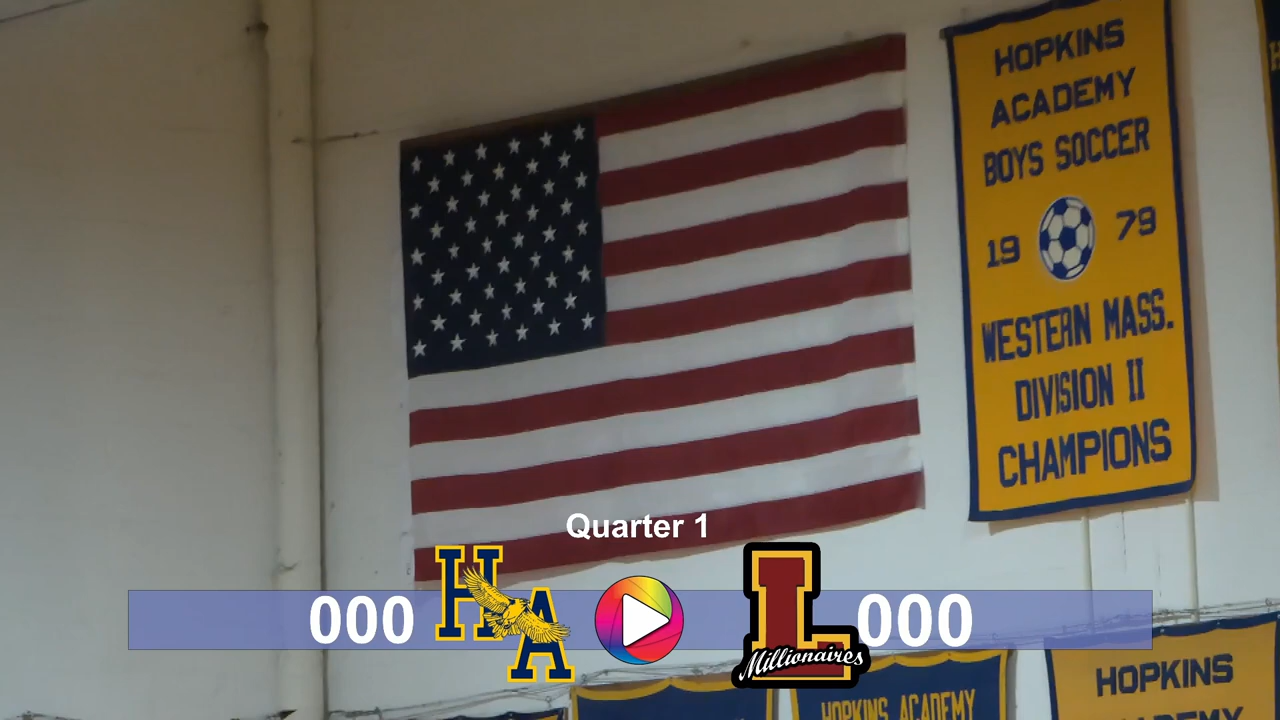 HOPKINS
ACADEMY
BOYS SOCCER
19 79
WESTERN MASS.
DIVISION II
CHAMPIONS
Quarter 1
000 HA L Millionaires 000
HOPKINS ACADEMY
HOPKINS